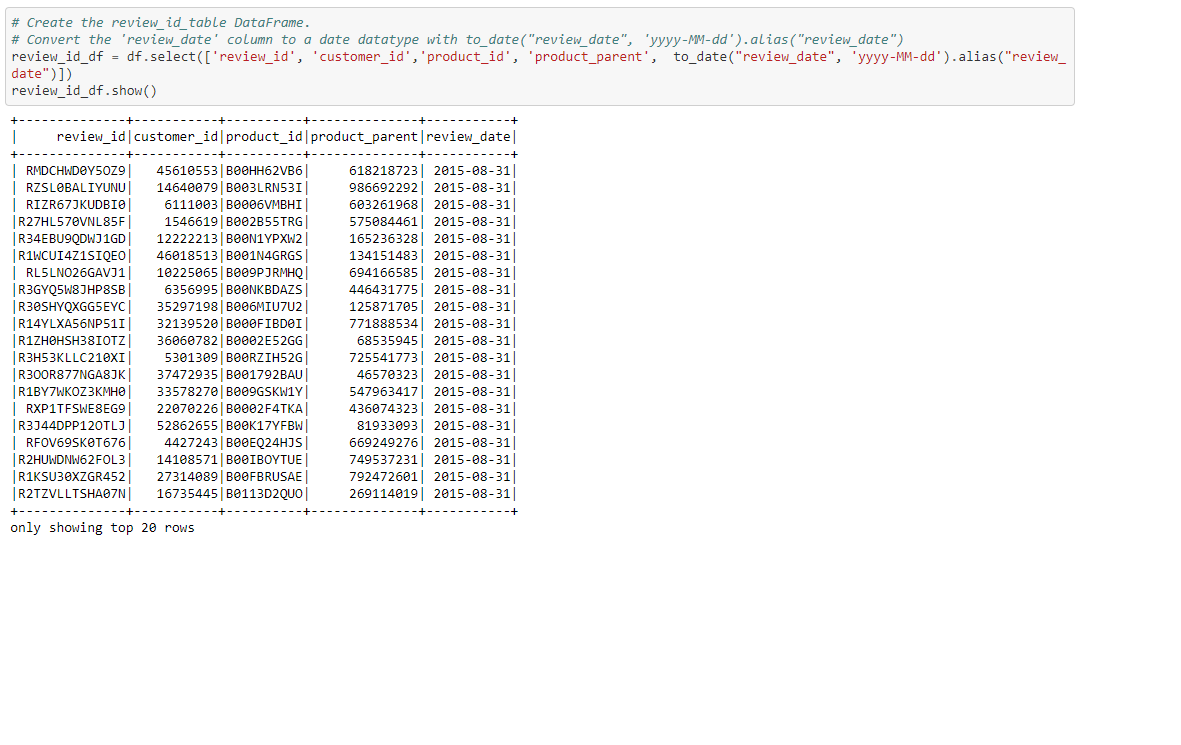 # Create the review_id_table DataFrame.
# Convert the 'review_date' column to a date datatype with to_date("review_date", 'yyyy-MM-dd').alias("review_date")
review_id_df = df.select(['review_id', 'customer_id','product_id', 'product_parent',  to_date("review_date", 'yyyy-MM-dd').alias("review_
date")])
review_id_df.show()
+--------------+-----------+----------+--------------+-----------+
|     review_id|customer_id|product_id|product_parent|review_date|
+--------------+-----------+----------+--------------+-----------+
| RMDCHWD0Y5OZ9|   45610553|B00HH62VB6|     618218723| 2015-08-31|
| RZSL0BALIYUNU|   14640079|B003LRN53I|     986692292| 2015-08-31|
| RIZR67JKUDBI0|    6111003|B0006VMBHI|     603261968| 2015-08-31|
|R27HL570VNL85F|    1546619|B002B55TRG|     575084461| 2015-08-31|
|R34EBU9QDWJ1GD|   12222213|B00N1YPXW2|     165236328| 2015-08-31|
|R1WCUI4Z1SIQEO|   46018513|B001N4GRGS|     134151483| 2015-08-31|
| RL5LNO26GAVJ1|   10225065|B009PJRMHQ|     694166585| 2015-08-31|
|R3GYQ5W8JHP8SB|    6356995|B00NKBDAZS|     446431775| 2015-08-31|
|R30SHYQXGG5EYC|   35297198|B006MIU7U2|     125871705| 2015-08-31|
|R14YLXA56NP51I|   32139520|B000FIBD0I|     771888534| 2015-08-31|
|R1ZH0HSH38IOTZ|   36060782|B0002E52GG|      68535945| 2015-08-31|
|R3H53KLLC210XI|    5301309|B00RZIH52G|     725541773| 2015-08-31|
|R3OOR877NGA8JK|   37472935|B001792BAU|      46570323| 2015-08-31|
|R1BY7WKOZ3KMH0|   33578270|B009GSKW1Y|     547963417| 2015-08-31|
| RXP1TFSWE8EG9|   22070226|B0002F4TKA|     436074323| 2015-08-31|
|R3J44DPP12OTLJ|   52862655|B00K17YFBW|      81933093| 2015-08-31|
| RFOV69SK0T676|    4427243|B00EQ24HJS|     669249276| 2015-08-31|
|R2HUWDNW62FOL3|   14108571|B00IBOYTUE|     749537231| 2015-08-31|
|R1KSU30XZGR452|   27314089|B00FBRUSAE|     792472601| 2015-08-31|
|R2TZVLLTSHA07N|   16735445|B0113D2QUO|     269114019| 2015-08-31|
+--------------+-----------+----------+--------------+-----------+
only showing top 20 rows